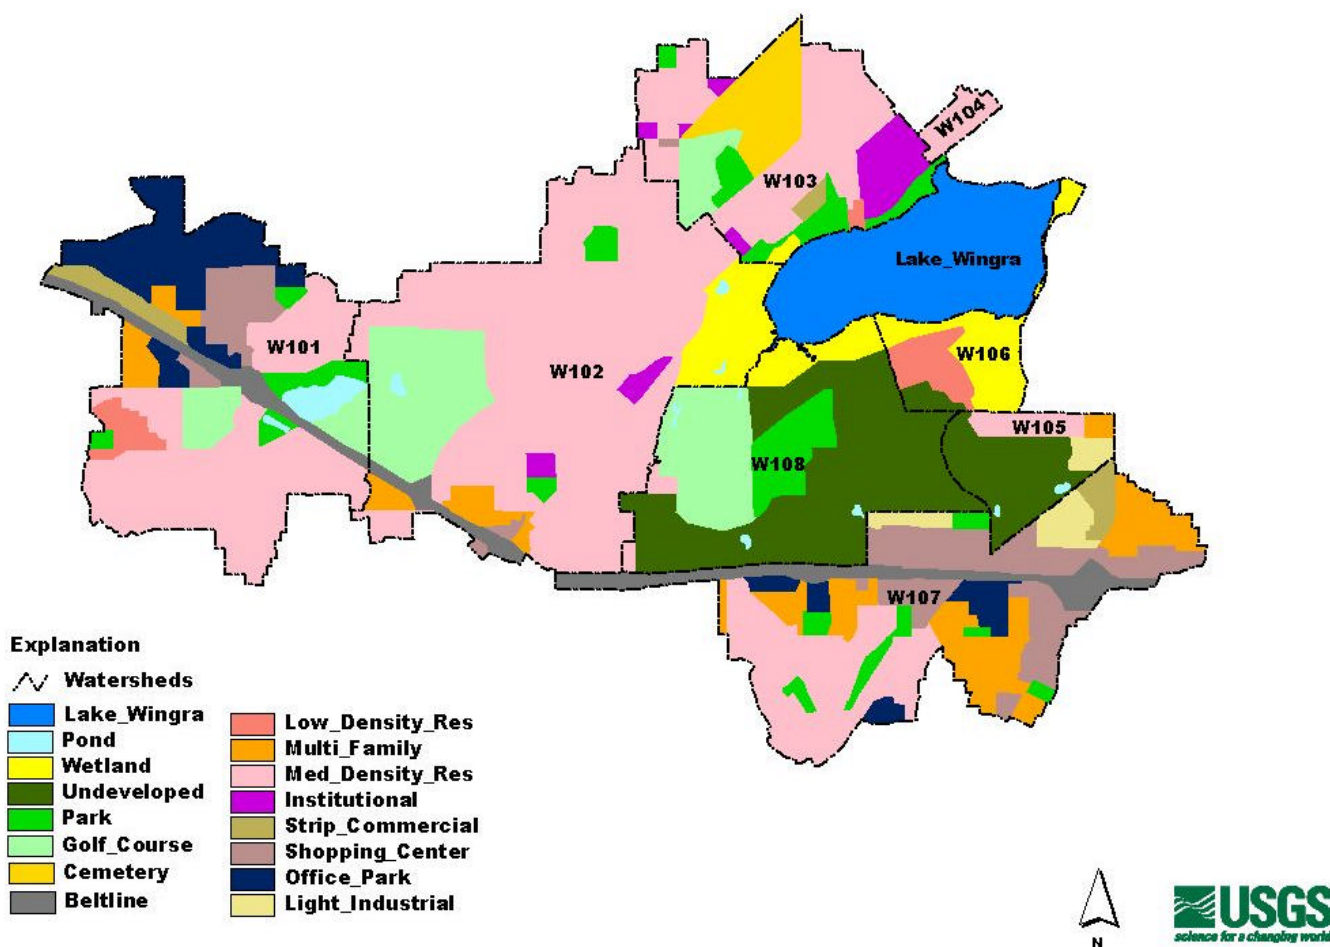 W104
W103
Lake_Wingra
W101
W102
W106
W105
W108
W107
Explanation
Watersheds
Lake_Wingra
Pond
Wetland
Undeveloped
Park
Golf_Course
Cemetery
Beltline
Low_Density_Res
Multi_Family
Med_Density_Res
Institutional
Strip_Commercial
Shopping_Center
Office_Park
Light_Industrial
N
USGS
science for a changing world